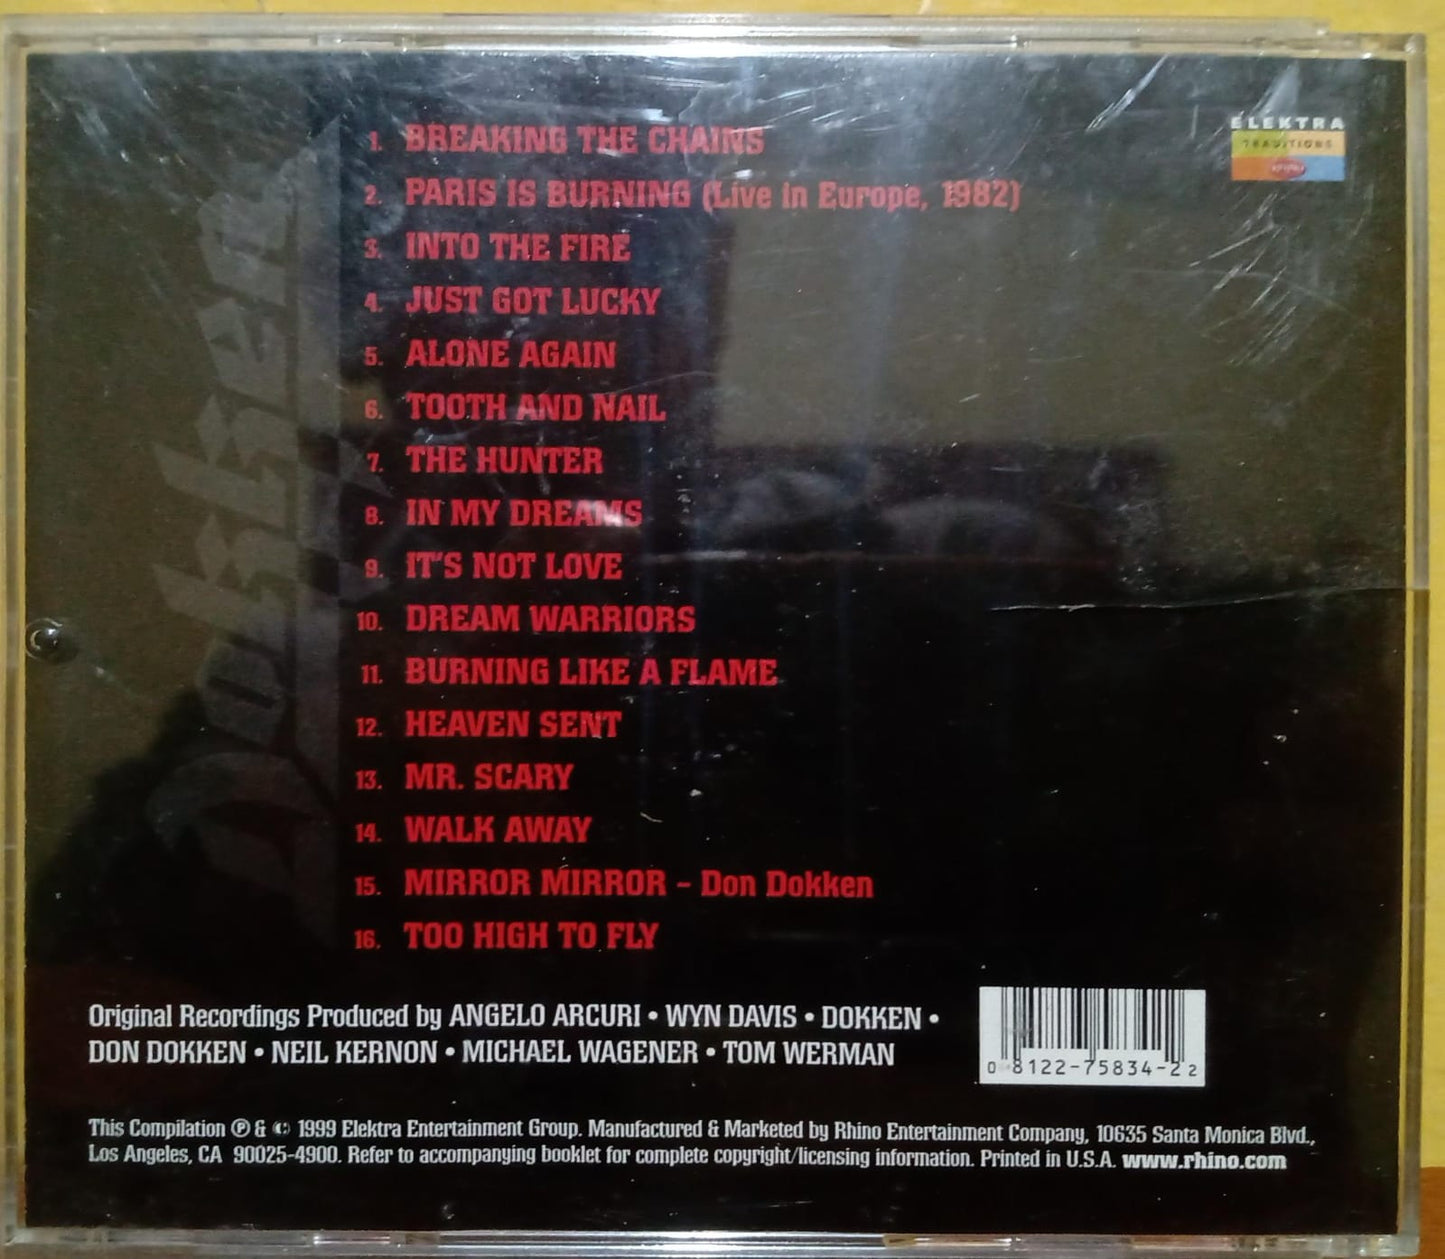 ELEKTRA
TRADITIONS
Dokken
1. BREAKING THE CHAINS
2. PARIS IS BURNING (Live in Europe, 1982)
3. INTO THE FIRE
4. JUST GOT LUCKY
5. ALONE AGAIN
6. TOOTH AND NAIL
7. THE HUNTER
8. IN MY DREAMS
9. IT'S NOT LOVE
10. DREAM WARRIORS
11. BURNING LIKE A FLAME
12. HEAVEN SENT
13. MR. SCARY
14. WALK AWAY
15. MIRROR MIRROR – Don Dokken
16. TOO HIGH TO FLY
Original Recordings Produced by ANGELO ARCURI • WYN DAVIS • DOKKEN •
DON DOKKEN • NEIL KERNON • MICHAEL WAGENER • TOM WERMAN
0 8122-75834-2 2
This Compilation ℗ & © 1999 Elektra Entertainment Group. Manufactured & Marketed by Rhino Entertainment Company, 10635 Santa Monica Blvd.,
Los Angeles, CA 90025-4900. Refer to accompanying booklet for complete copyright/licensing information. Printed in U.S.A. www.rhino.com